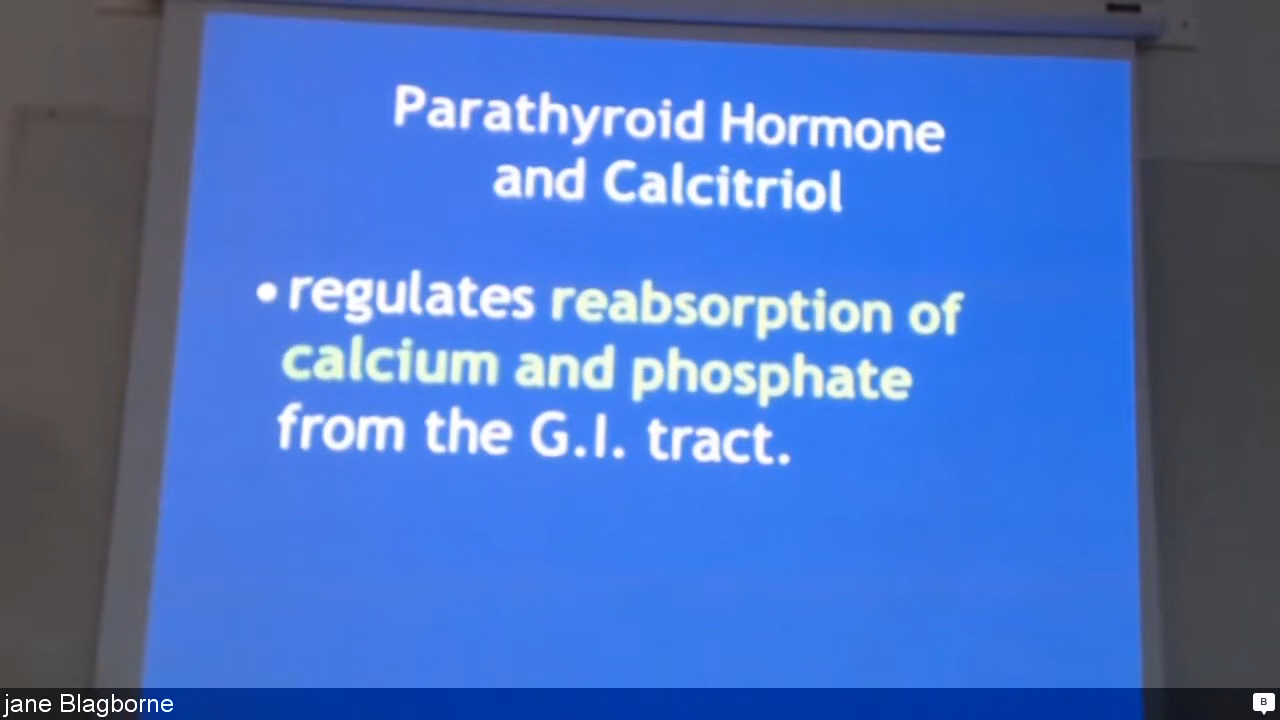 Parathyroid Hormone
and Calcitriol
• regulates reabsorption of
calcium and phosphate
from the G.I. tract.
jane Blagborne
B